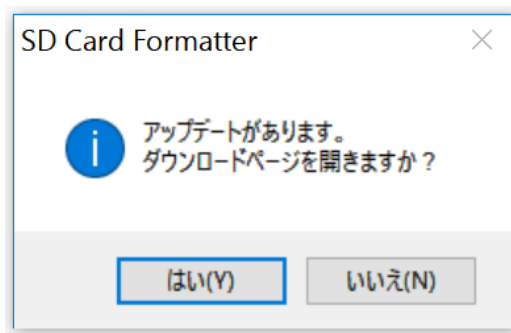 SD Card Formatter
アップデートがあります。
ダウンロードページを開きますか？
はい(Y)
いいえ(N)